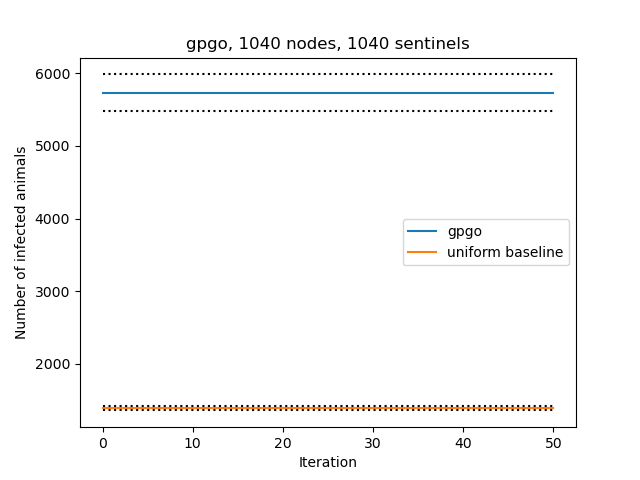 gpgo, 1040 nodes, 1040 sentinels
6000
5000
4000
3000
2000
Number of infected animals
gpgo
uniform baseline
0 10 20 30 40 50
Iteration